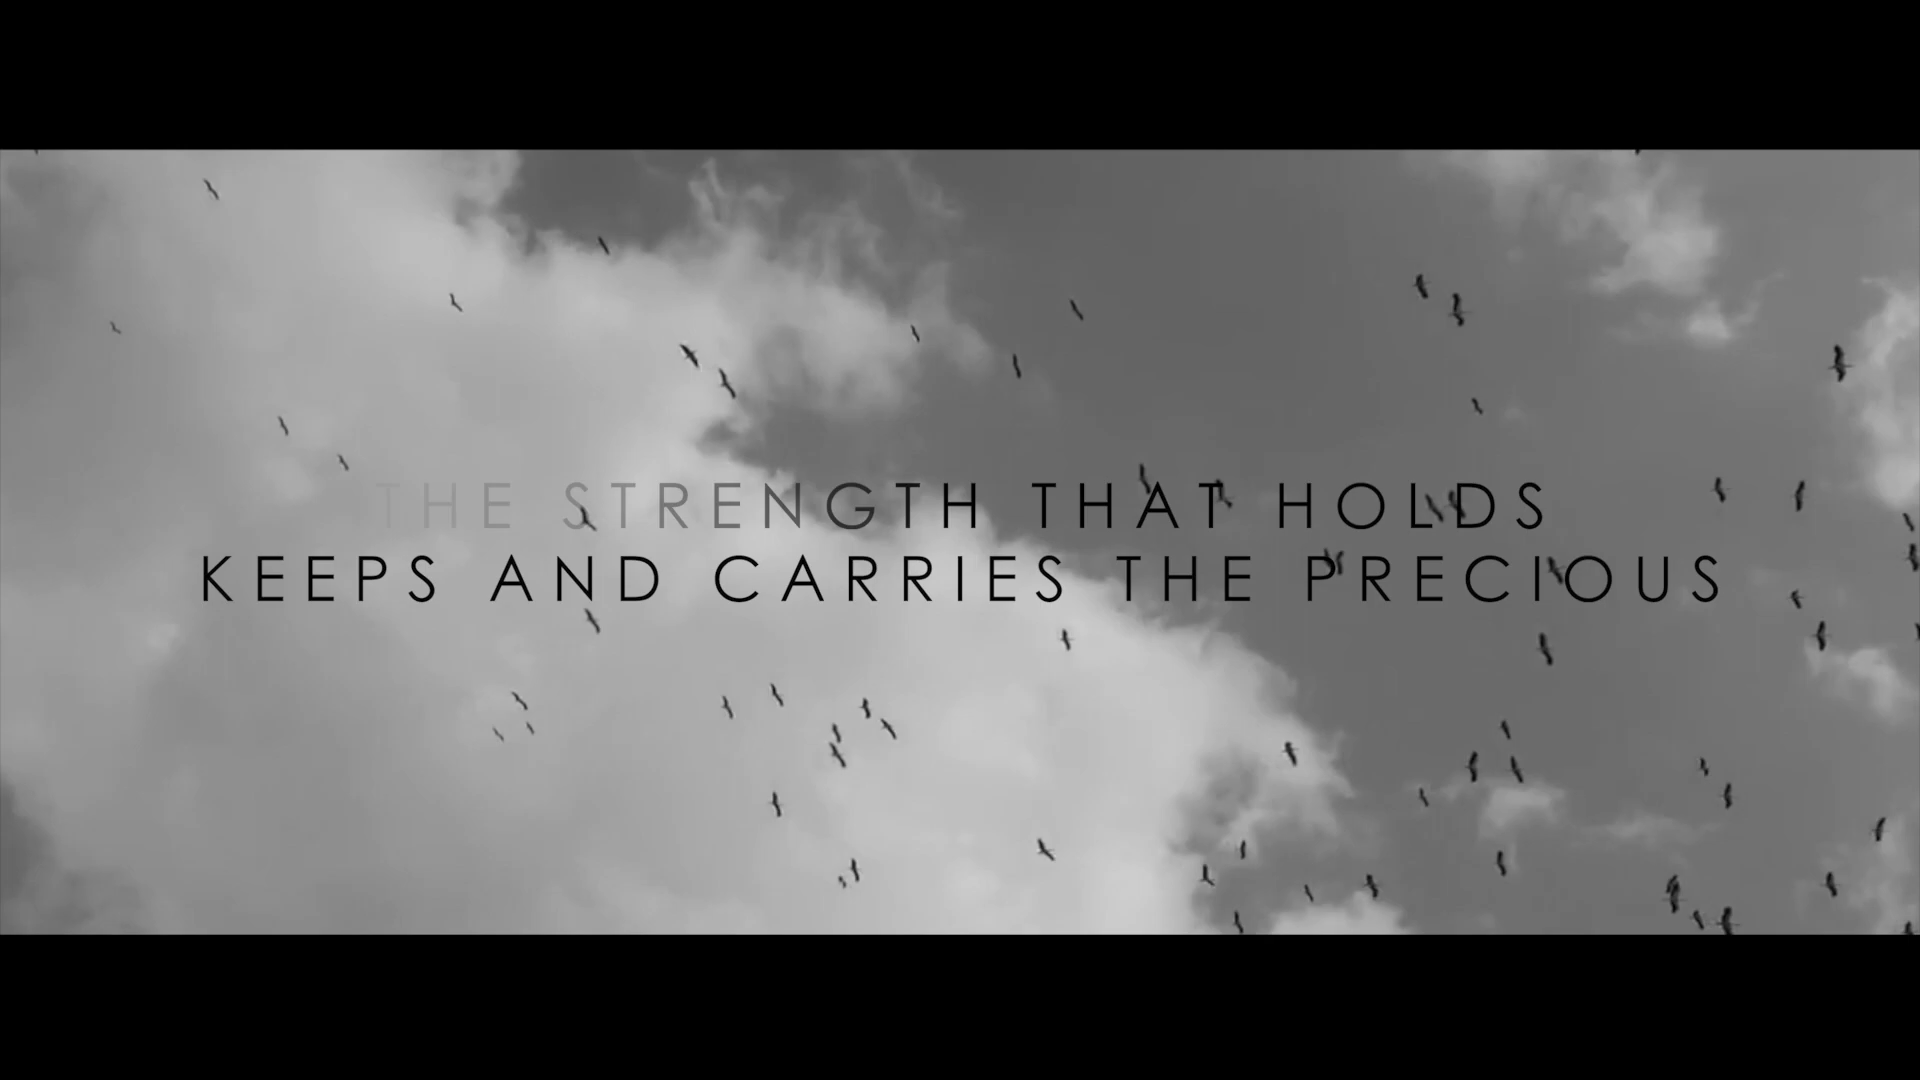 THE STRENGTH THAT HOLDS
KEEPS AND CARRIES THE PRECIOUS